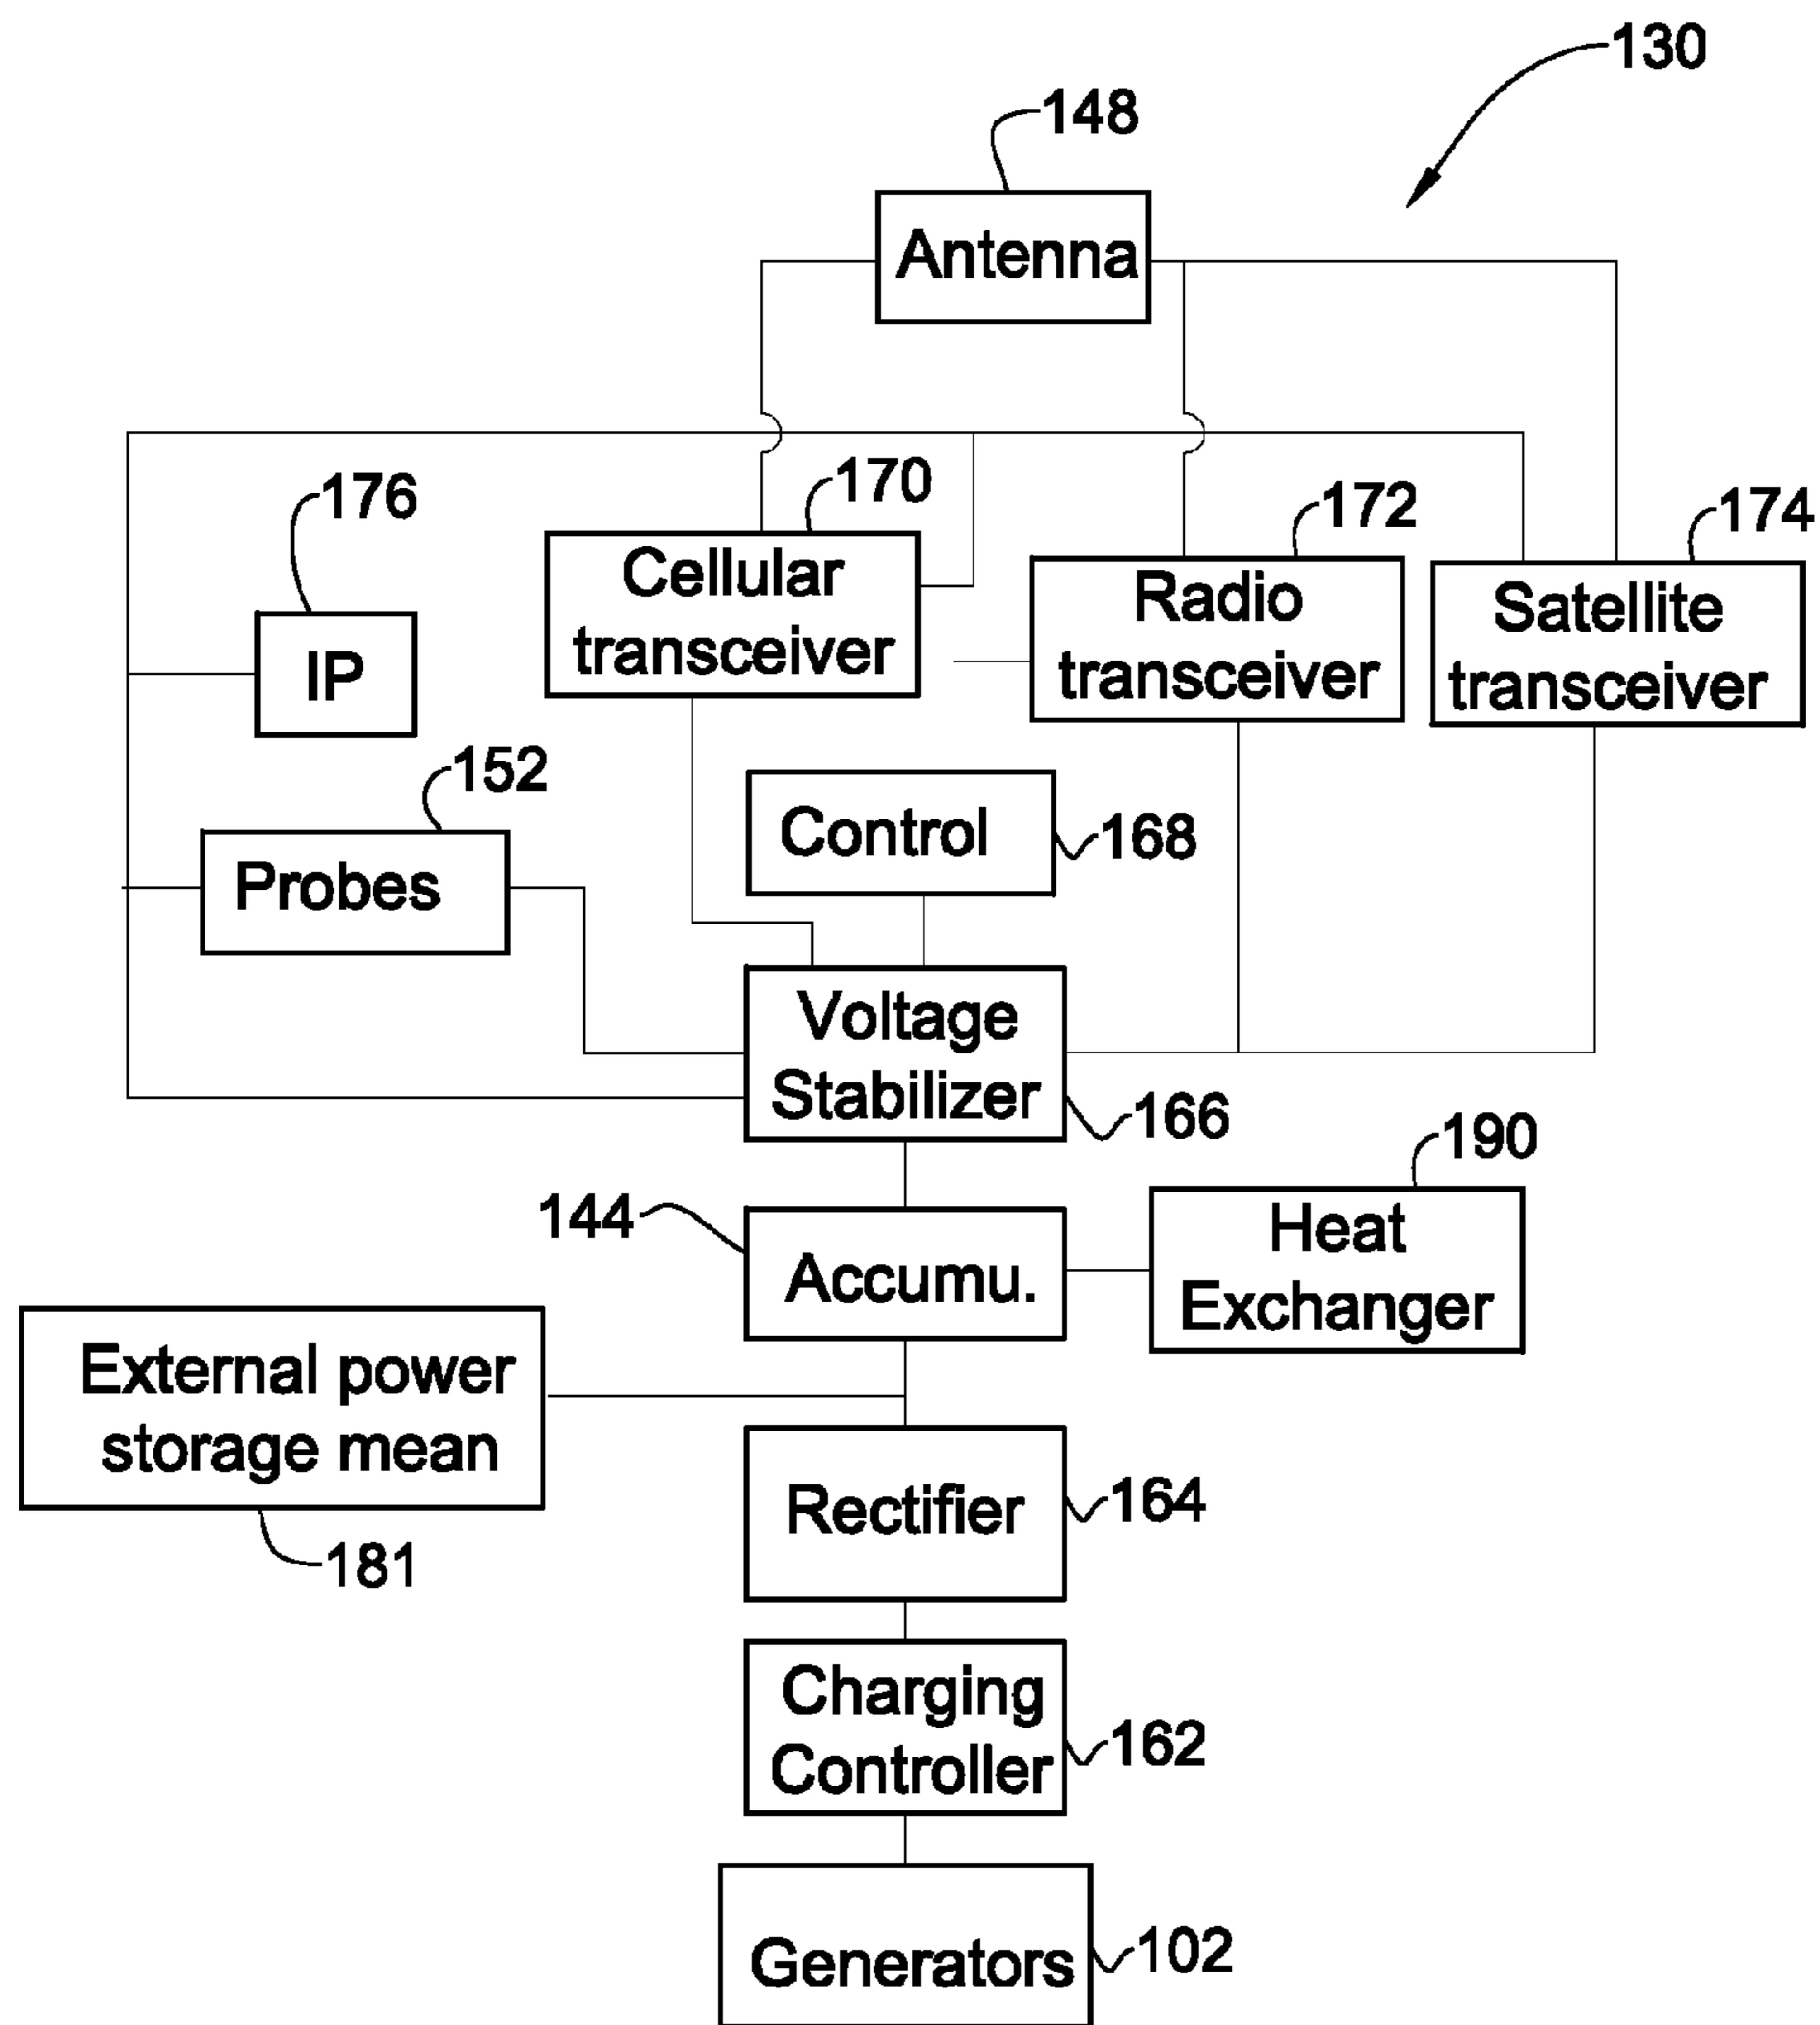 130
148
Antenna
176
170
172
174
Cellular
transceiver
Radio
transceiver
Satellite
transceiver
IP
152
Probes
Control
168
Voltage
Stabilizer
166
190
144
Accumu.
Heat
Exchanger
External power
storage mean
181
Rectifier
164
Charging
Controller
162
Generators
102